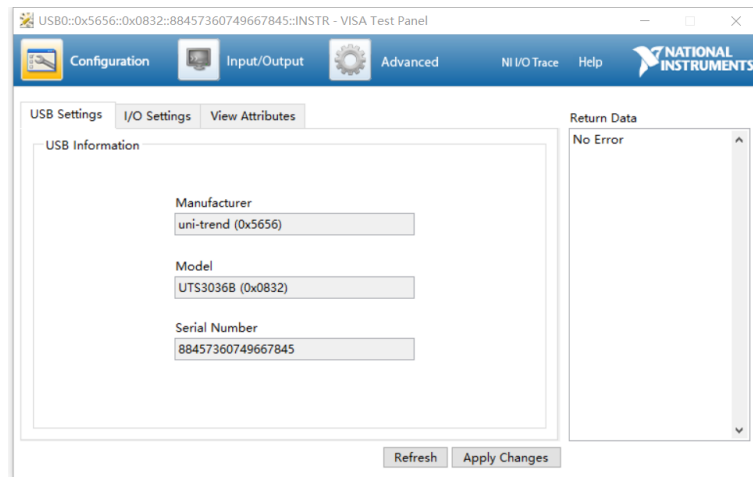 USB0::0x5656::0x0832::88457360749667845::INSTR - VISA Test Panel
Configuration Input/Output Advanced NI I/O Trace Help NATIONAL INSTRUMENTS
USB Settings I/O Settings View Attributes
Return Data
No Error
USB Information
Manufacturer
uni-trend (0x5656)
Model
UTS3036B (0x0832)
Serial Number
88457360749667845
Refresh Apply Changes